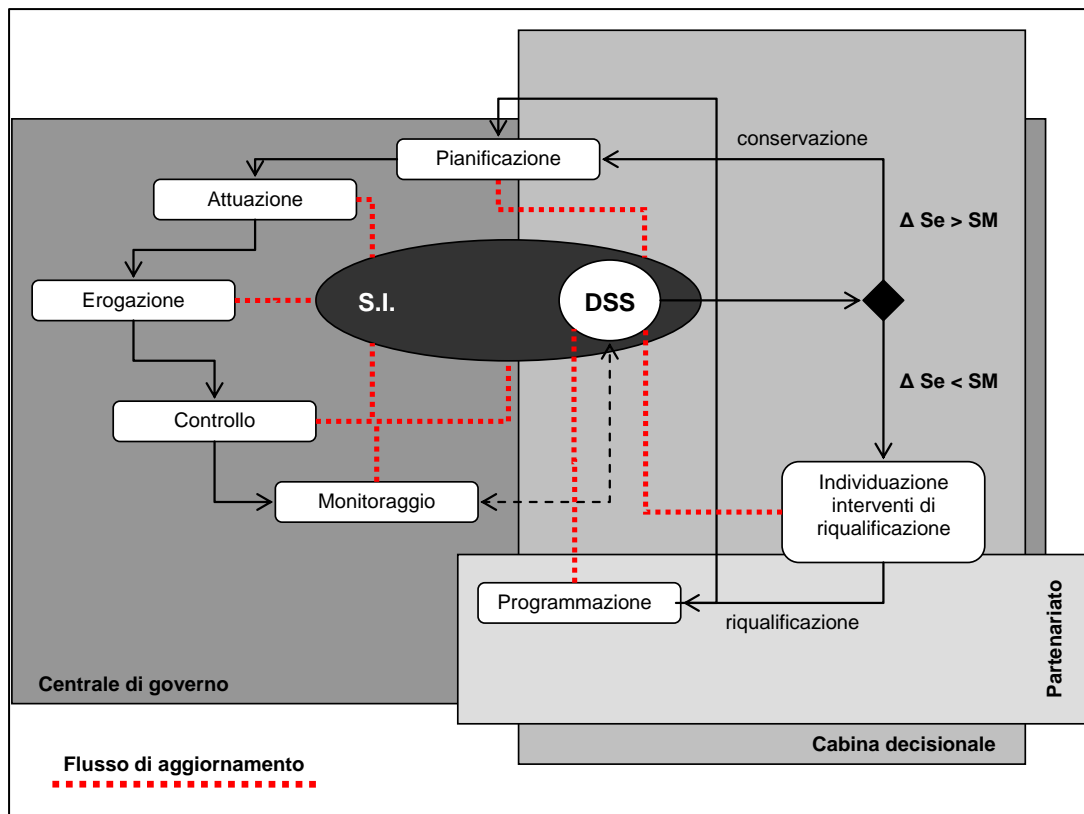 Pianificazione
conservazione
Attuazione
Δ Se > SM
Erogazione
S.I.
DSS
Δ Se < SM
Controllo
Monitoraggio
Individuazione
interventi di
riqualificazione
Programmazione
riqualificazione
Partenariato
Centrale di governo
Cabina decisionale
Flusso di aggiornamento